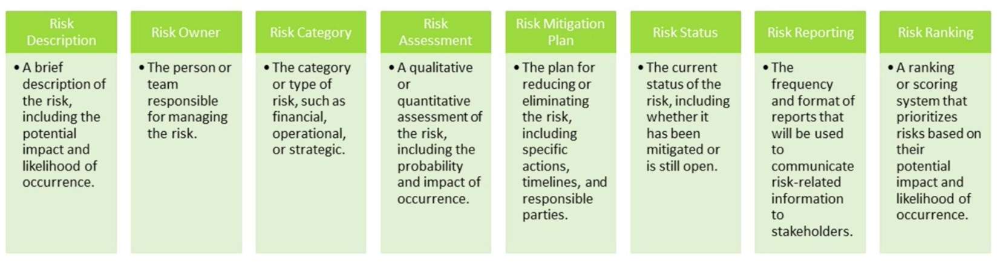 Risk
Description
• A brief
description of
the risk,
including the
potential
impact and
likelihood of
occurrence.
Risk Owner
• The person or
team
responsible
for managing
the risk.
Risk Category
• The category
or type of
risk, such as
financial,
operational,
or strategic.
Risk
Assessment
• A qualitative
or
quantitative
assessment of
the risk,
including the
probability
and impact of
occurrence.
Risk Mitigation
Plan
• The plan for
reducing or
eliminating
the risk,
including
specific
actions,
timelines, and
responsible
parties.
Risk Status
• The current
status of the
risk, including
whether it
has been
mitigated or
is still open.
Risk Reporting
• The
frequency
and format of
reports that
will be used
to
communicate
risk-related
information
to
stakeholders.
Risk Ranking
• A ranking
or scoring
system that
prioritizes
risks based on
their
potential
impact and
likelihood of
occurrence.